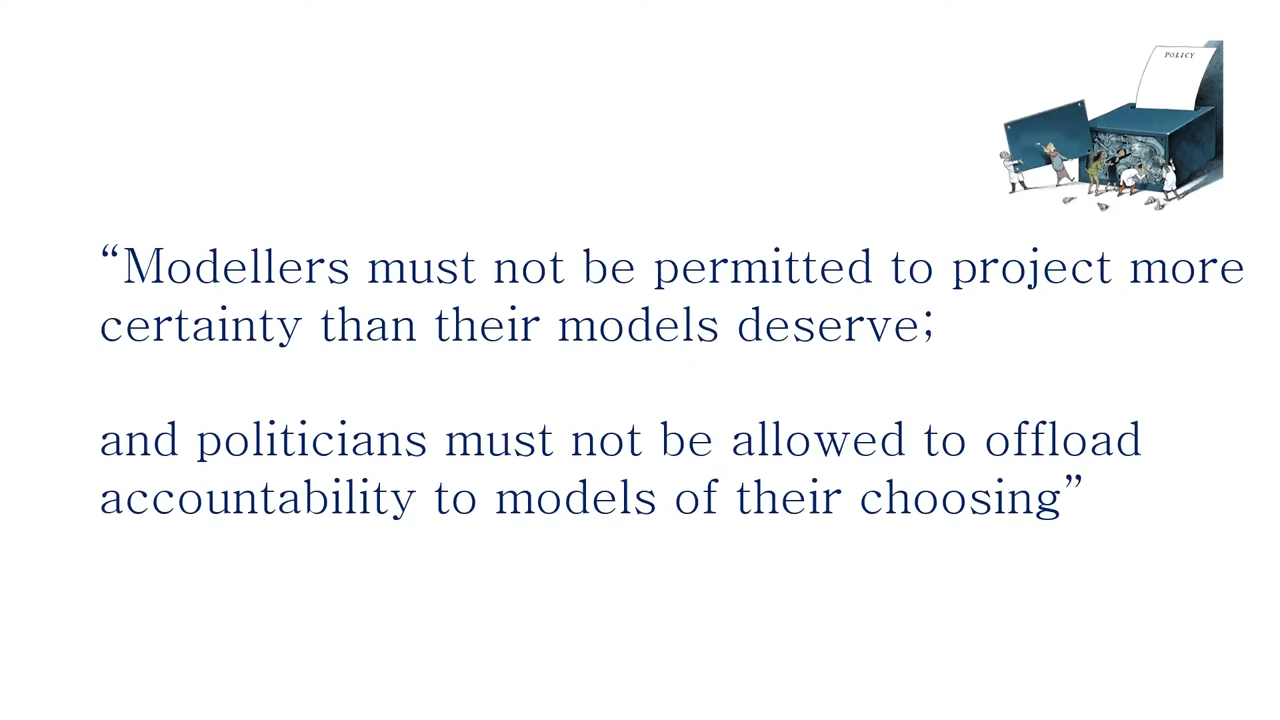 POLICY
“Modellers must not be permitted to project more
certainty than their models deserve;
and politicians must not be allowed to offload
accountability to models of their choosing”